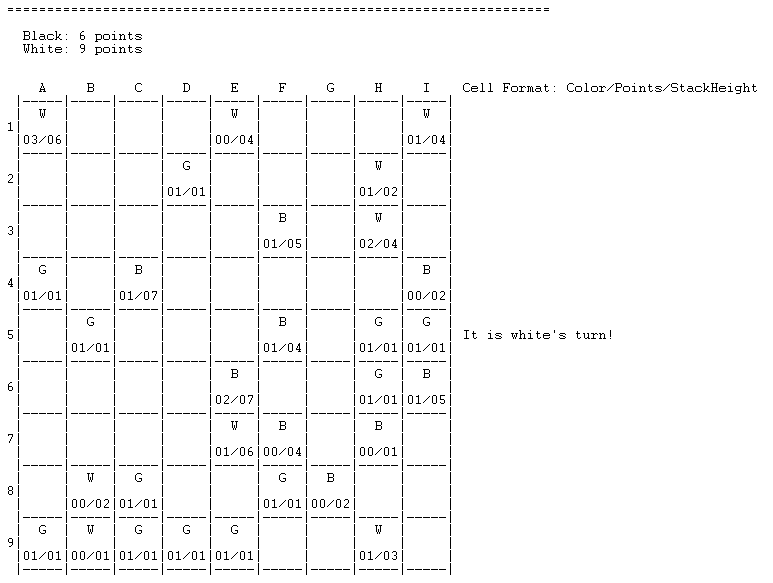 ====================================================================
Black: 6 points
White: 9 points
A B C D E F G H I Cell Format: Color/Points/StackHeight
W W W
1
03/06 00/04 01/04
G W
2
01/01 01/02
B W
3
01/05 02/04
G B B
4
01/01 01/07 00/02
G B G G
5 It is white's turn!
01/01 01/04 01/01 01/01
B G B
6
02/07 01/01 01/05
W B B
7
01/06 00/04 00/01
W G G B
8
00/02 01/01 01/01 00/02
G W G G G W
9
01/01 00/01 01/01 01/01 01/01 01/03